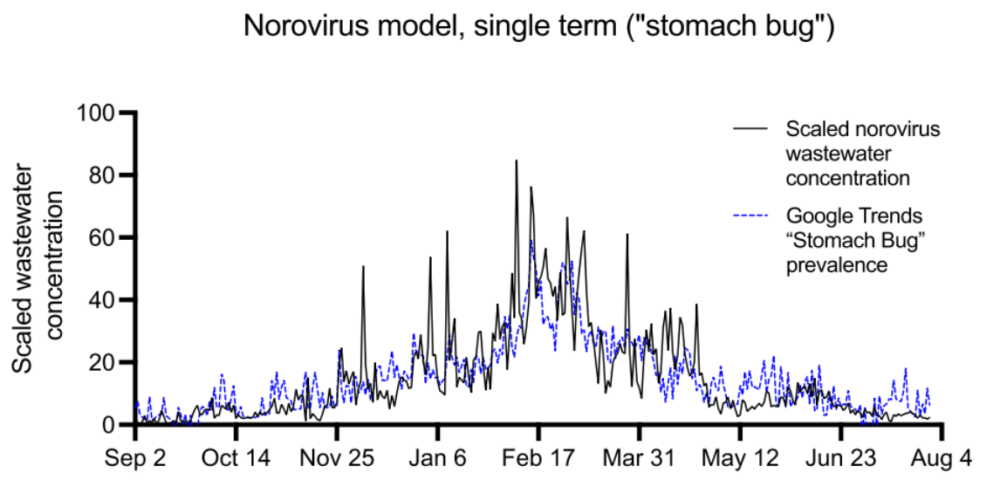 Norovirus model, single term ("stomach bug")
Scaled wastewater
concentration
100
80
60
40
20
0
Sep 2
Oct 14
Nov 25
Jan 6
Feb 17
Mar 31
May 12
Jun 23
Aug 4
Scaled norovirus
wastewater
concentration
Google Trends
“Stomach Bug”
prevalence